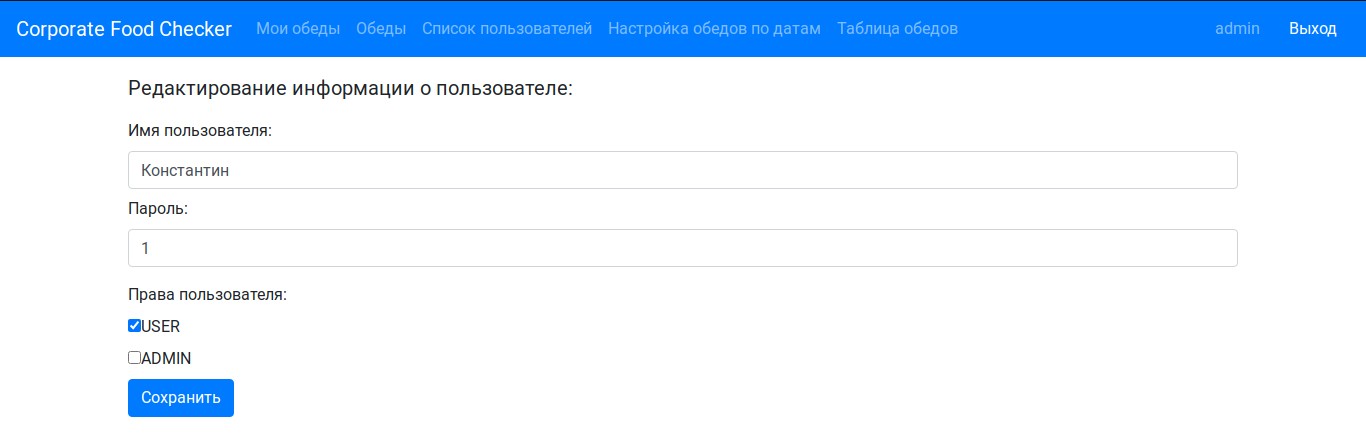 Corporate Food Checker Мои обеды Обеды Список пользователей Настройка обедов по датам Таблица обедов admin Выход
Редактирование информации о пользователе:
Имя пользователя:
Константин
Пароль:
1
Права пользователя:
USER
ADMIN
Сохранить